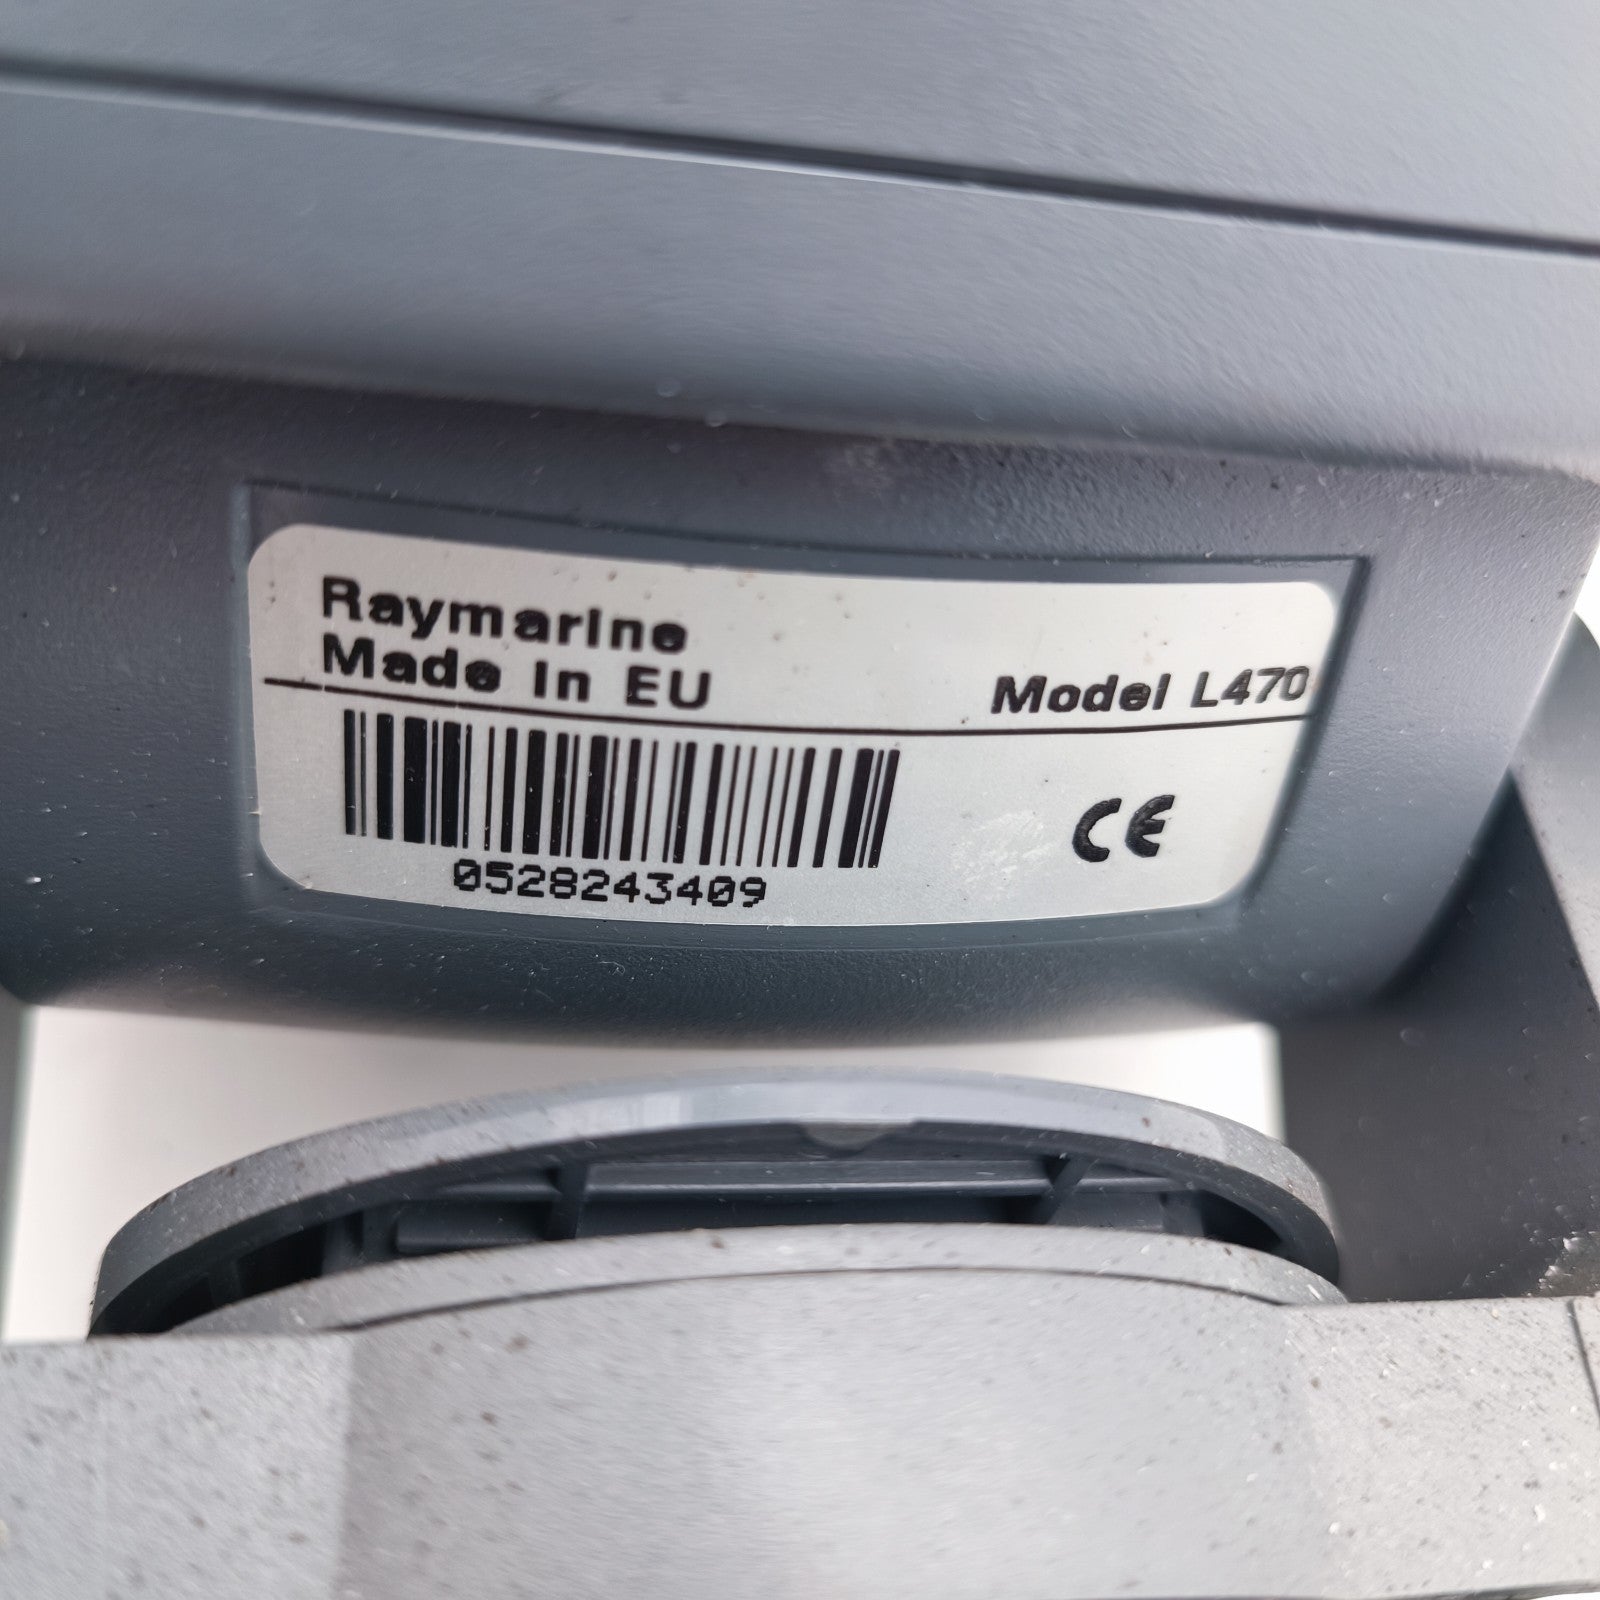 Raymarine
Made in EU
Model L470
0528243409
CE